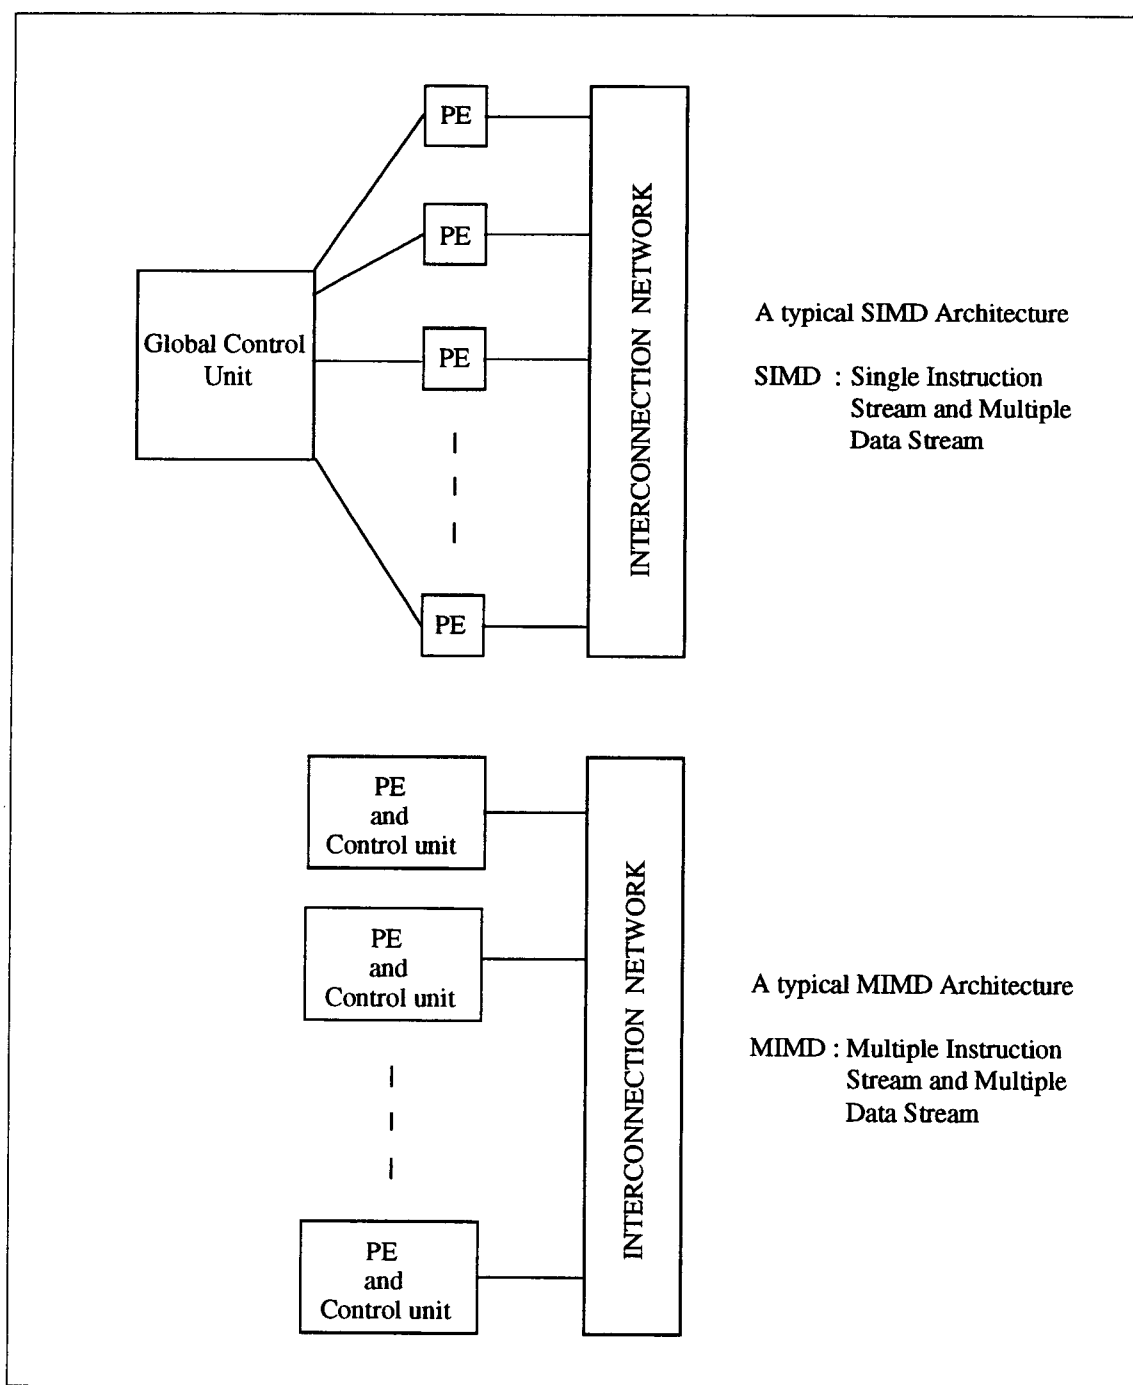 PE
PE
PE
PE
Global Control
Unit
INTERCONNECTION NETWORK
A typical SIMD Architecture
SIMD : Single Instruction
Stream and Multiple
Data Stream
PE
and
Control unit
PE
and
Control unit
PE
and
Control unit
INTERCONNECTION NETWORK
A typical MIMD Architecture
MIMD : Multiple Instruction
Stream and Multiple
Data Stream